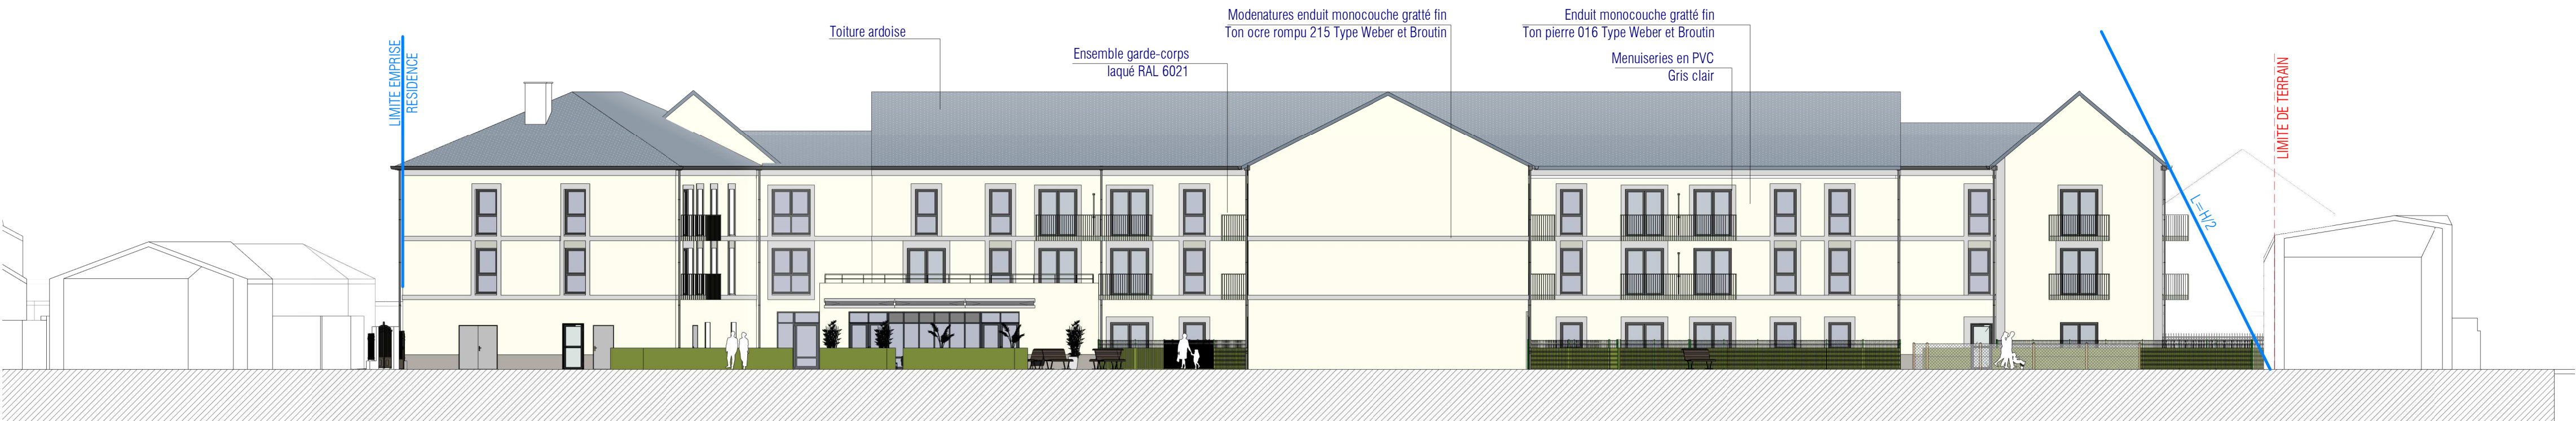 LIMITE EMPRISE
RESIDENCE
Toiture ardoise
Ensemble garde-corps
laqué RAL 6021
Modenatures enduit monocouche gratté fin
Ton ocre rompu 215 Type Weber et Broutin
Enduit monocouche gratté fin
Ton pierre 016 Type Weber et Broutin
Menuiseries en PVC
Gris clair
L=H/2
LIMITE DE TERRAIN